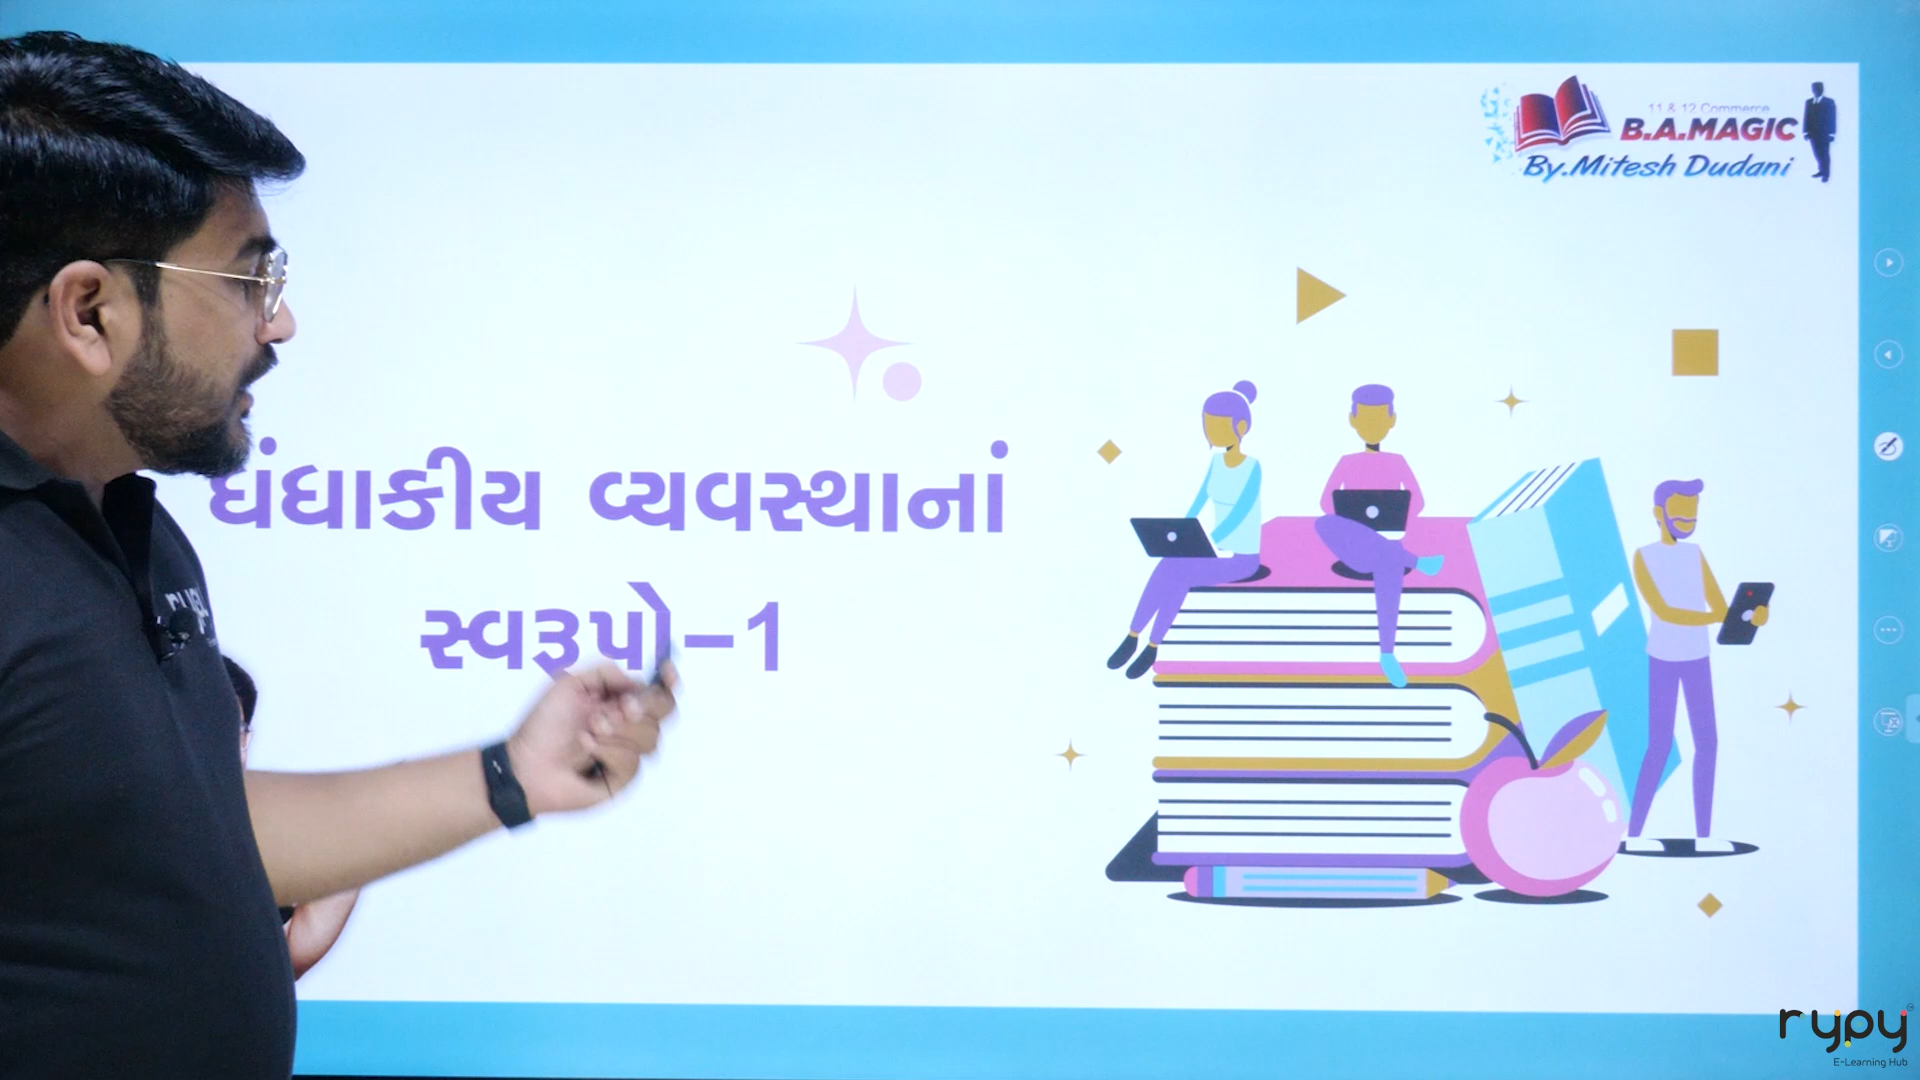 11 & 12 Commerce
B.A.MAGIC
By.Mitesh Dudani
ધંધાકીય વ્યવસ્થાનાં
સ્વરૂપો-1
rypy
E-Learning Hub